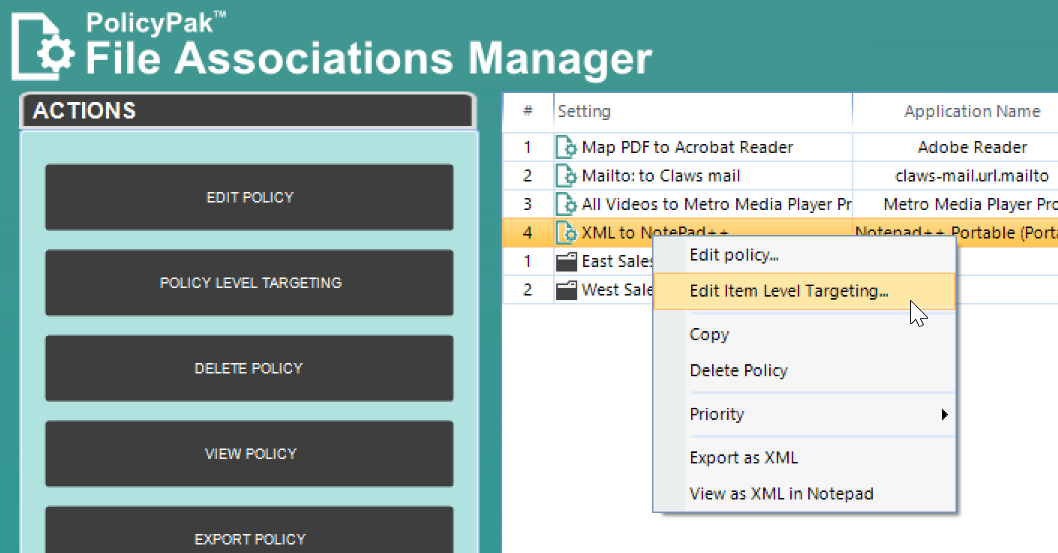 PolicyPak™
File Associations Manager
ACTIONS
EDIT POLICY
POLICY LEVEL TARGETING
DELETE POLICY
VIEW POLICY
EXPORT POLICY
# Setting Application Name
1 Map PDF to Acrobat Reader Adobe Reader
2 Mailto: to Claws mail claws-mail.url.mailto
3 All Videos to Metro Media Player Pr Metro Media Player Pro
4 XML to NotePad++ Notepad++ Portable (Porta
1 East Sales
2 West Sale
Edit policy...
Edit Item Level Targeting...
Copy
Delete Policy
Priority
Export as XML
View as XML in Notepad